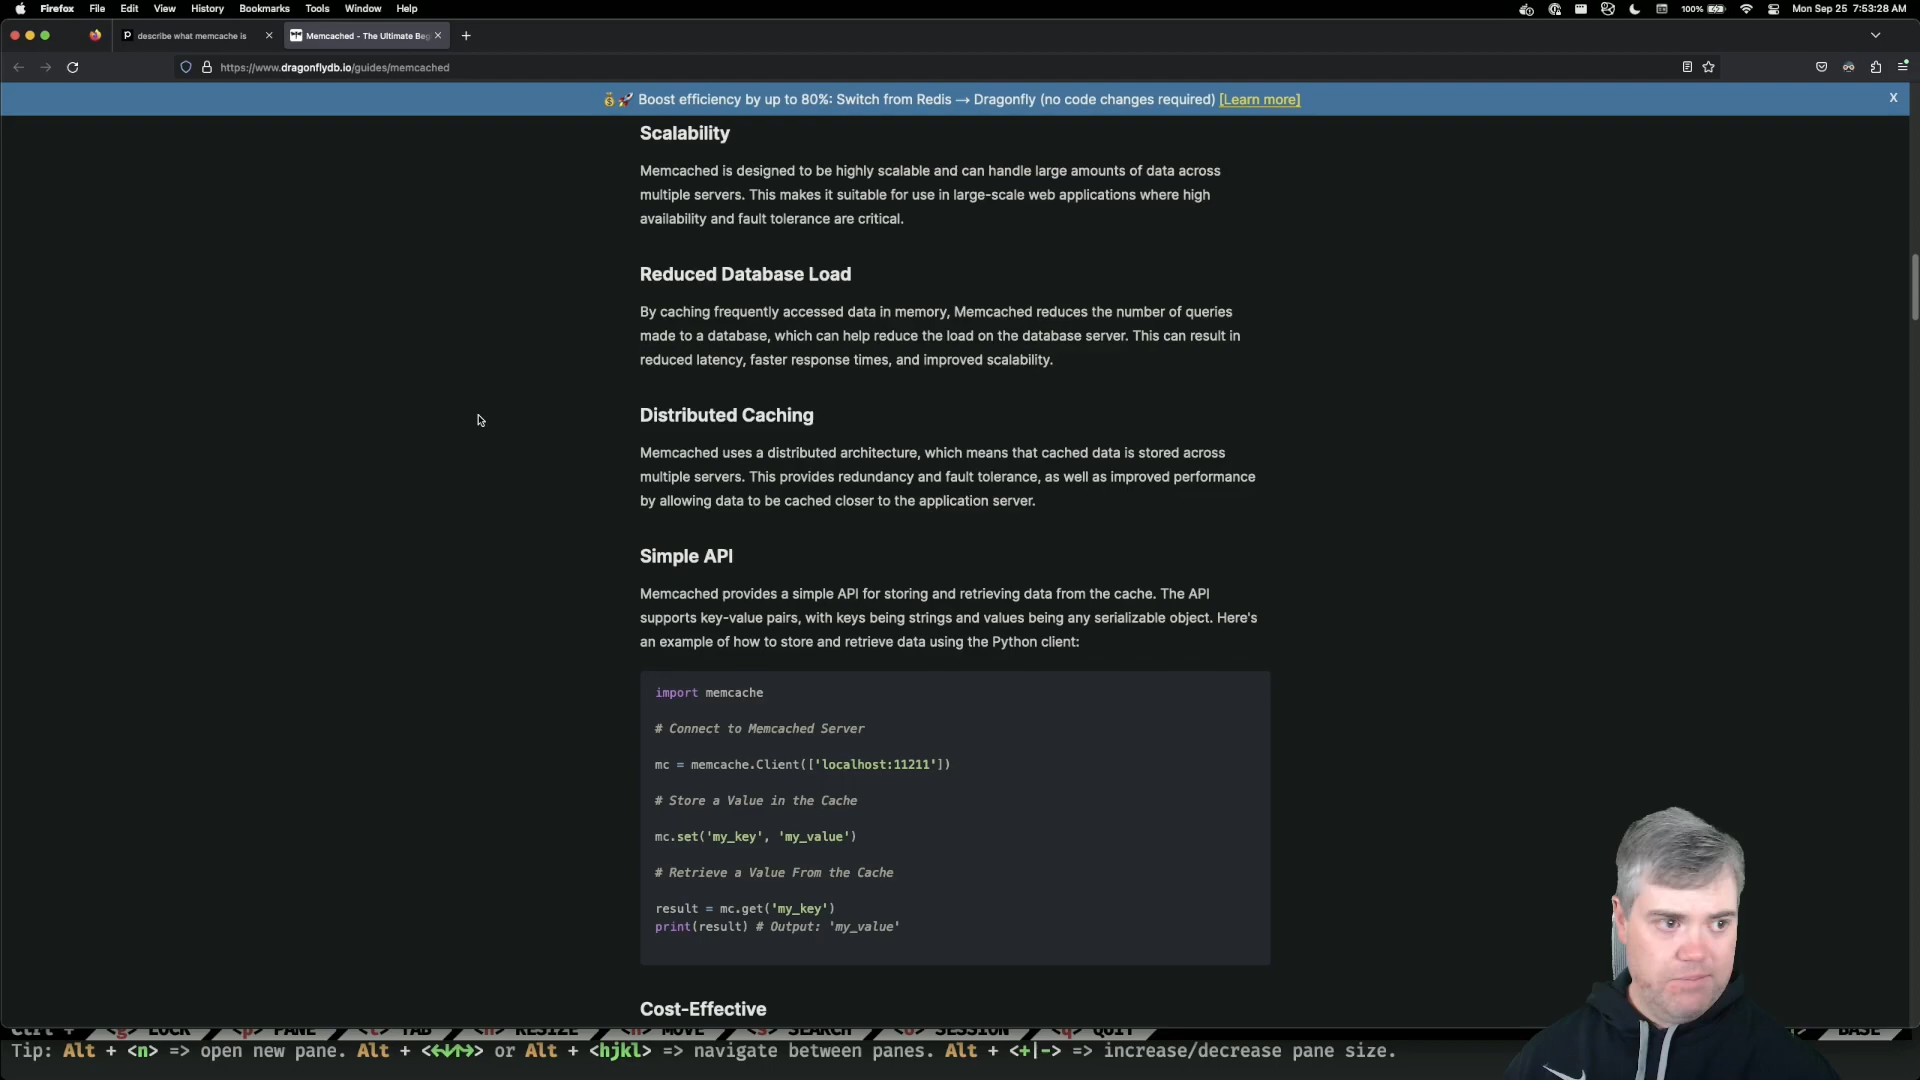 Firefox File Edit View History Bookmarks Tools Window Help 100% Mon Sep 25 7:53:28 AM
describe what memcache is Memcached - The Ultimate Beg
https://www.dragonflydb.io/guides/memcached
Boost efficiency by up to 80%: Switch from Redis → Dragonfly (no code changes required) [Learn more] X
Scalability
Memcached is designed to be highly scalable and can handle large amounts of data across
multiple servers. This makes it suitable for use in large-scale web applications where high
availability and fault tolerance are critical.
Reduced Database Load
By caching frequently accessed data in memory, Memcached reduces the number of queries
made to a database, which can help reduce the load on the database server. This can result in
reduced latency, faster response times, and improved scalability.
Distributed Caching
Memcached uses a distributed architecture, which means that cached data is stored across
multiple servers. This provides redundancy and fault tolerance, as well as improved performance
by allowing data to be cached closer to the application server.
Simple API
Memcached provides a simple API for storing and retrieving data from the cache. The API
supports key-value pairs, with keys being strings and values being any serializable object. Here's
an example of how to store and retrieve data using the Python client:
import memcache
# Connect to Memcached Server
mc = memcache.Client(['localhost:11211'])
# Store a Value in the Cache
mc.set('my_key', 'my_value')
# Retrieve a Value From the Cache
result = mc.get('my_key')
print(result) # Output: 'my_value'
Cost-Effective
Ctrl + <g> LOCK <p> PANE <t> TAB <n> RESIZE <h> MOVE <s> SEARCH <o> SESSION <q> QUIT BASE
Tip: Alt + <n> => open new pane. Alt + <←↓↑→> or Alt + <hjkl> => navigate between panes. Alt + <+|-> => increase/decrease pane size.